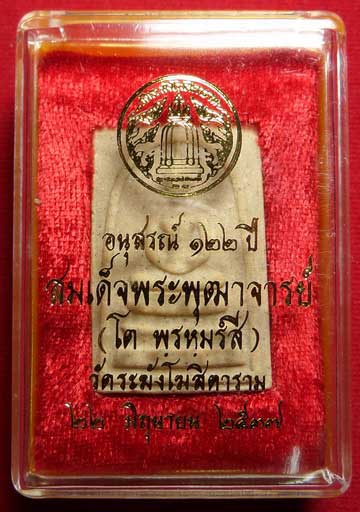 อนุสรณ์ ๑๒๒ ปี
สมเด็จพระพุฒาจารย์
(โต พรหมรํสี)
วัดระฆังโฆสิตาราม
๒๒ มิถุนายน ๒๕๓๗